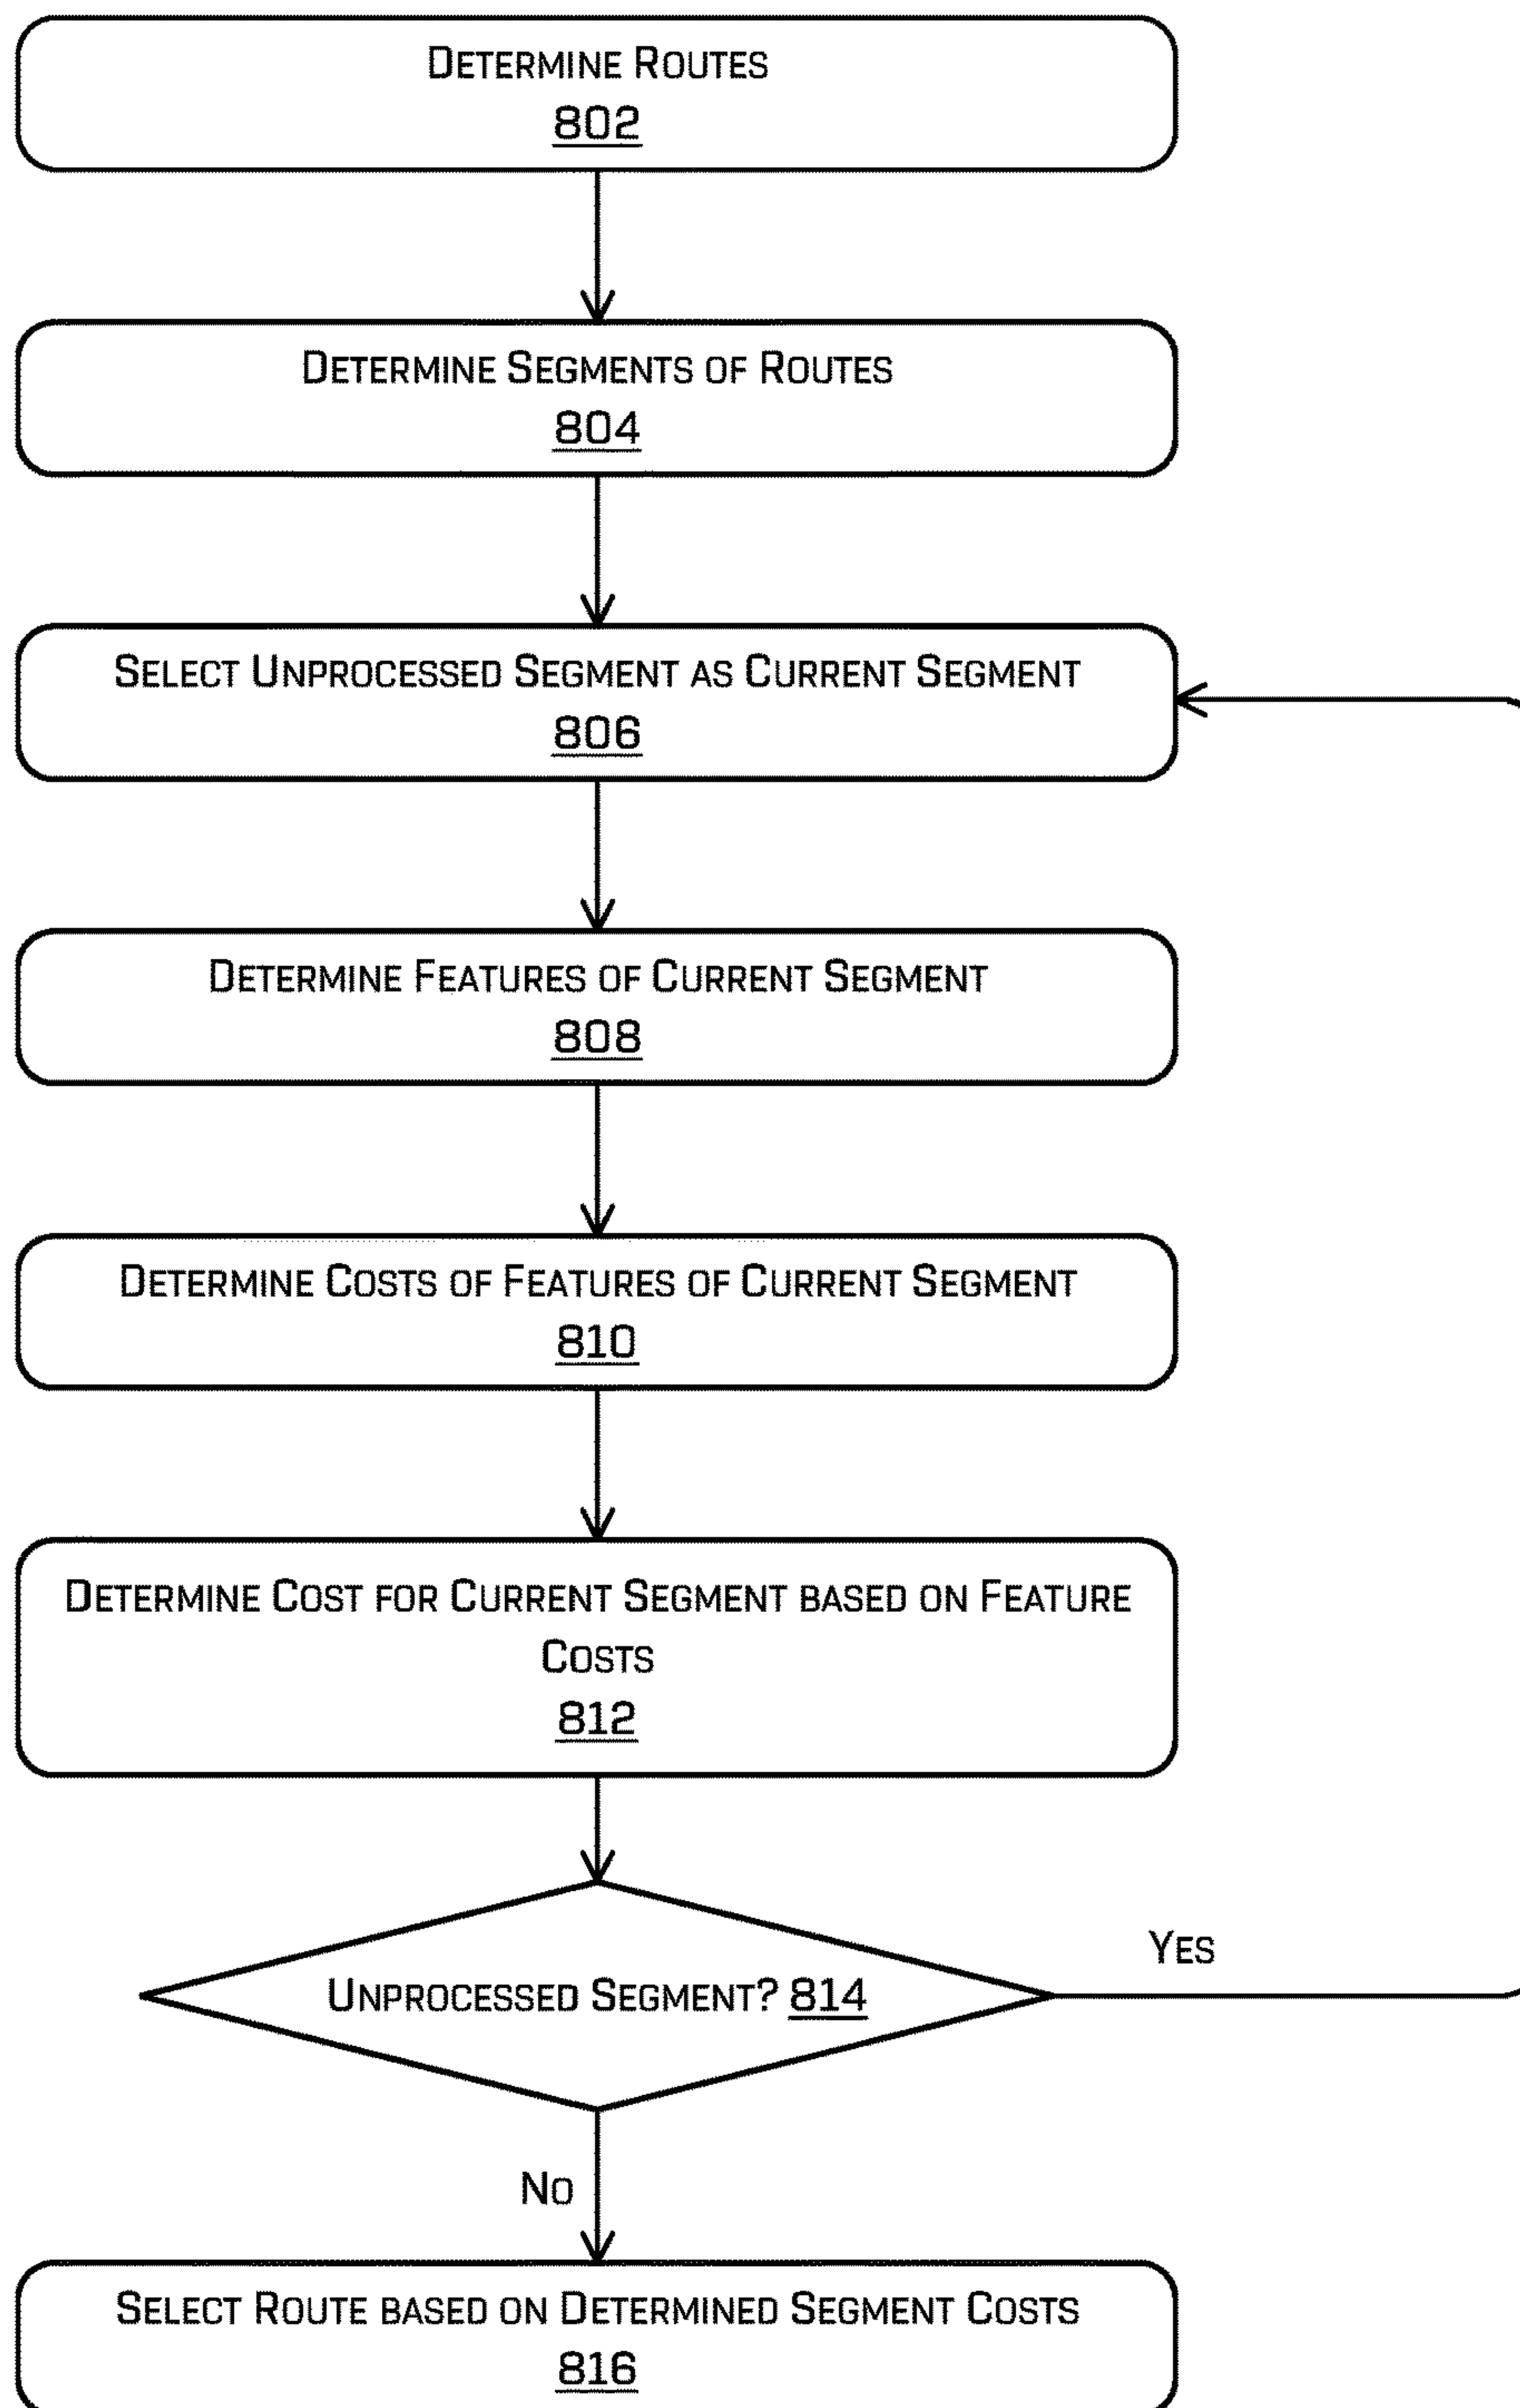 Determine Routes
802
Determine Segments of Routes
804
Select Unprocessed Segment as Current Segment
806
Determine Features of Current Segment
808
Determine Costs of Features of Current Segment
810
Determine Cost for Current Segment based on Feature
Costs
812
Unprocessed Segment? 814
Yes
No
Select Route based on Determined Segment Costs
816